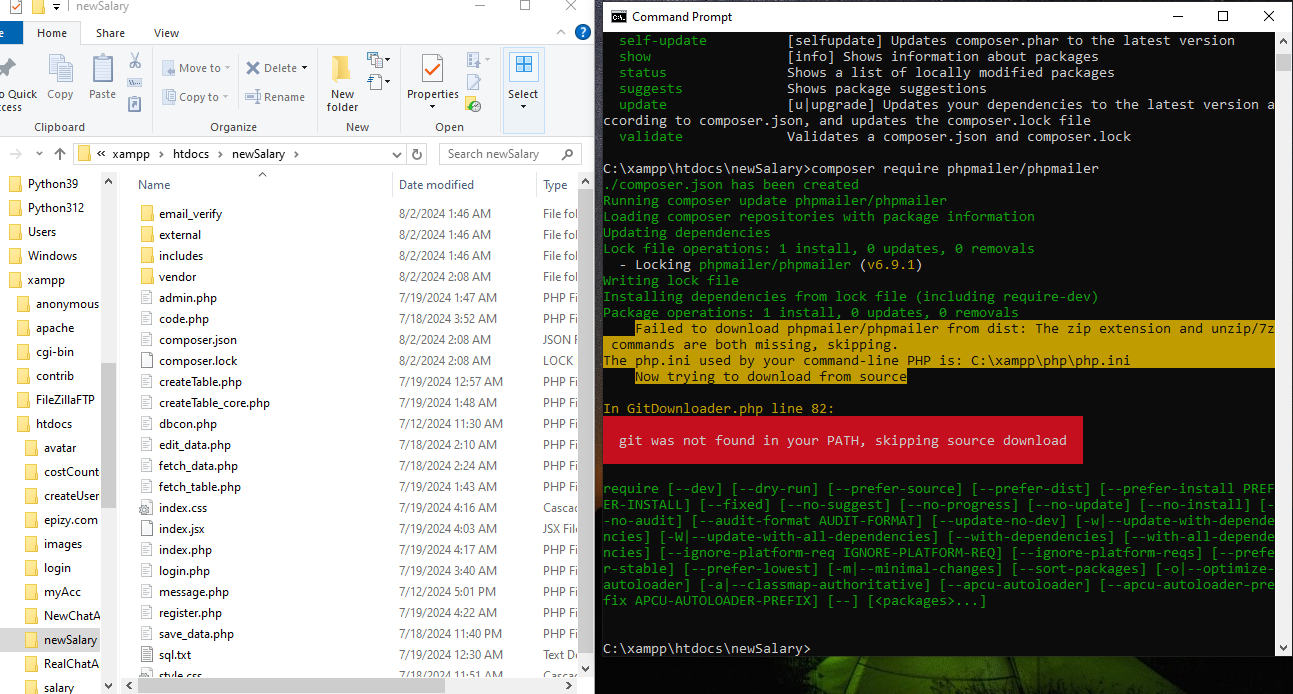 newSalary
e
Home
Share
View
?
o Quick
cess
Copy
Paste
Move to
Copy to
Delete
Rename
New
folder
Properties
Select
Clipboard
Organize
New
Open
« xampp > htdocs > newSalary >
Search newSalary
Python39
Python312
Users
Windows
xampp
anonymous
apache
cgi-bin
contrib
FileZillaFTP
htdocs
avatar
costCount
createUser
epizy.com
images
login
myAcc
NewChatA
newSalary
RealChatA
salary
Name Date modified Type
email_verify 8/2/2024 1:46 AM File fol
external 8/2/2024 1:46 AM File fol
includes 8/2/2024 1:46 AM File fol
vendor 8/2/2024 2:08 AM File fol
admin.php 7/19/2024 1:47 AM PHP Fi
code.php 7/18/2024 3:52 AM PHP Fi
composer.json 8/2/2024 2:08 AM JSON F
composer.lock 8/2/2024 2:08 AM LOCK
createTable.php 7/19/2024 12:57 AM PHP Fi
createTable_core.php 7/19/2024 1:48 AM PHP Fi
dbcon.php 7/12/2024 11:30 AM PHP Fi
edit_data.php 7/18/2024 2:10 AM PHP Fi
fetch_data.php 7/18/2024 2:24 AM PHP Fi
fetch_table.php 7/19/2024 1:43 AM PHP Fi
index.css 7/19/2024 4:16 AM Cascad
index.jsx 7/19/2024 4:03 AM JSX File
index.php 7/19/2024 4:17 AM PHP Fi
login.php 7/19/2024 3:40 AM PHP Fi
message.php 7/12/2024 5:01 PM PHP Fi
register.php 7/19/2024 4:22 AM PHP Fi
save_data.php 7/18/2024 11:40 PM PHP Fi
sql.txt 7/19/2024 12:30 AM Text Do
style.css 7/18/2024 11:51 PM Cascad
C:\.
Command Prompt
self-update [selfupdate] Updates composer.phar to the latest version
show [info] Shows information about packages
status Shows a list of locally modified packages
suggests Shows package suggestions
update [u|upgrade] Updates your dependencies to the latest version a
ccording to composer.json, and updates the composer.lock file
validate Validates a composer.json and composer.lock
C:\xampp\htdocs\newSalary>composer require phpmailer/phpmailer
./composer.json has been created
Running composer update phpmailer/phpmailer
Loading composer repositories with package information
Updating dependencies
Lock file operations: 1 install, 0 updates, 0 removals
- Locking phpmailer/phpmailer (v6.9.1)
Writing lock file
Installing dependencies from lock file (including require-dev)
Package operations: 1 install, 0 updates, 0 removals
Failed to download phpmailer/phpmailer from dist: The zip extension and unzip/7z
commands are both missing, skipping.
The php.ini used by your command-line PHP is: C:\xampp\php\php.ini
Now trying to download from source
In GitDownloader.php line 82:
git was not found in your PATH, skipping source download
require [--dev] [--dry-run] [--prefer-source] [--prefer-dist] [--prefer-install PREF
ER-INSTALL] [--fixed] [--no-suggest] [--no-progress] [--no-update] [--no-install] [-
-no-audit] [--audit-format AUDIT-FORMAT] [--update-no-dev] [-w|--update-with-depende
ncies] [-W|--update-with-all-dependencies] [--with-dependencies] [--with-all-depende
ncies] [--ignore-platform-req IGNORE-PLATFORM-REQ] [--ignore-platform-reqs] [--prefe
r-stable] [--prefer-lowest] [-m|--minimal-changes] [--sort-packages] [-o|--optimize-
autoloader] [-a|--classmap-authoritative] [--apcu-autoloader] [--apcu-autoloader-pre
fix APCU-AUTOLOADER-PREFIX] [--] [<packages>...]
C:\xampp\htdocs\newSalary>